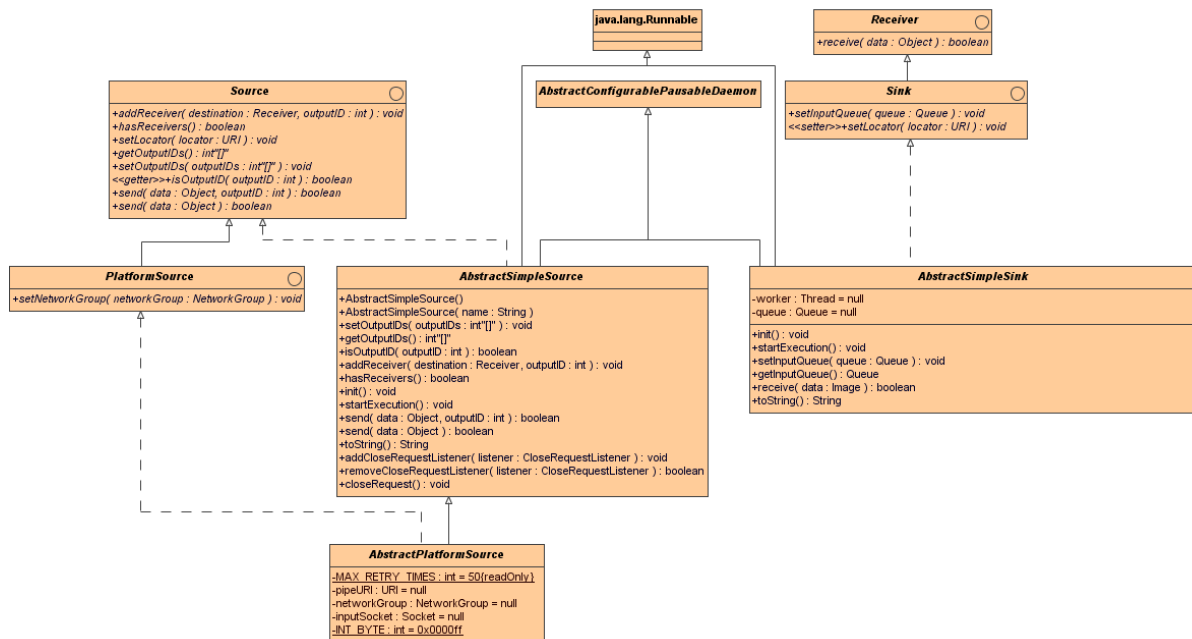 java.lang.Runnable
Receiver
+receive( data : Object ) : boolean
Source
+addReceiver( destination : Receiver, outputID : int ) : void
+hasReceivers() : boolean
+setLocator( locator : URI ) : void
+getOutputIDs() : int"[]"
+setOutputIDs( outputIDs : int"[]" ) : void
<<getter>>+isOutputID( outputID : int ) : boolean
+send( data : Object, outputID : int ) : boolean
+send( data : Object ) : boolean
AbstractConfigurablePausableDaemon
Sink
+setInputQueue( queue : Queue ) : void
<<setter>>+setLocator( locator : URI ) : void
PlatformSource
+setNetworkGroup( networkGroup : NetworkGroup ) : void
AbstractSimpleSource
+AbstractSimpleSource()
+AbstractSimpleSource( name : String )
+setOutputIDs( outputIDs : int"[]" ) : void
+getOutputIDs() : int"[]"
+isOutputID( outputID : int ) : boolean
+addReceiver( destination : Receiver, outputID : int ) : void
+hasReceivers() : boolean
+init() : void
+startExecution() : void
+send( data : Object, outputID : int ) : boolean
+send( data : Object ) : boolean
+toString() : String
+addCloseRequestListener( listener : CloseRequestListener ) : void
+removeCloseRequestListener( listener : CloseRequestListener ) : boolean
+closeRequest() : void
AbstractSimpleSink
-worker : Thread = null
-queue : Queue = null
+init() : void
+startExecution() : void
+setInputQueue( queue : Queue ) : void
+getInputQueue() : Queue
+receive( data : Image ) : boolean
+toString() : String
AbstractPlatformSource
-MAX_RETRY_TIMES : int = 50{readOnly}
-pipeURI : URI = null
-networkGroup : NetworkGroup = null
-inputSocket : Socket = null
-INT_BYTE : int = 0x0000ff